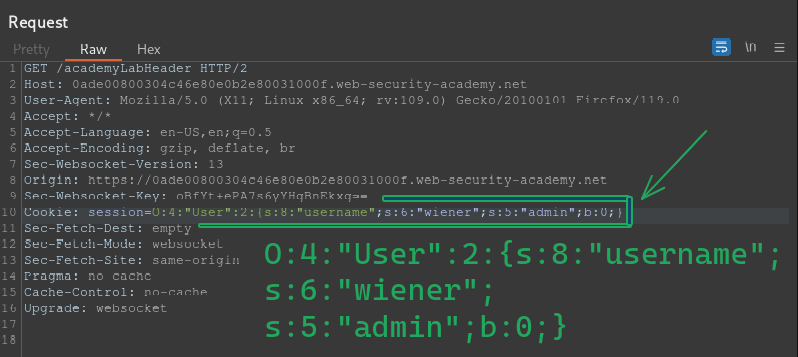 Request
Pretty Raw Hex
\n
1 GET /academyLabHeader HTTP/2
2 Host: 0ade00800304c46e80e0b2e80031000f.web-security-academy.net
3 User-Agent: Mozilla/5.0 (X11; Linux x86_64; rv:109.0) Gecko/20100101 Firefox/119.0
4 Accept: */*
5 Accept-Language: en-US,en;q=0.5
6 Accept-Encoding: gzip, deflate, br
7 Sec-Websocket-Version: 13
8 Origin: https://0ade00800304c46e80e0b2e80031000f.web-security-academy.net
9 Sec-Websocket-Key:
10 Cookie: session=O:4:"User":2:{s:8:"username";s:6:"wiener";s:5:"admin";b:0;}
11 Sec-Fetch-Dest: empty
12 Sec-Fetch-Mode: websocket
13 Sec-Fetch-Site: same-origin
14 Pragma: no-cache
15 Cache-Control: no-cache
16 Upgrade: websocket
17
18
O:4:"User":2:{s:8:"username";
s:6:"wiener";
s:5:"admin";b:0;}